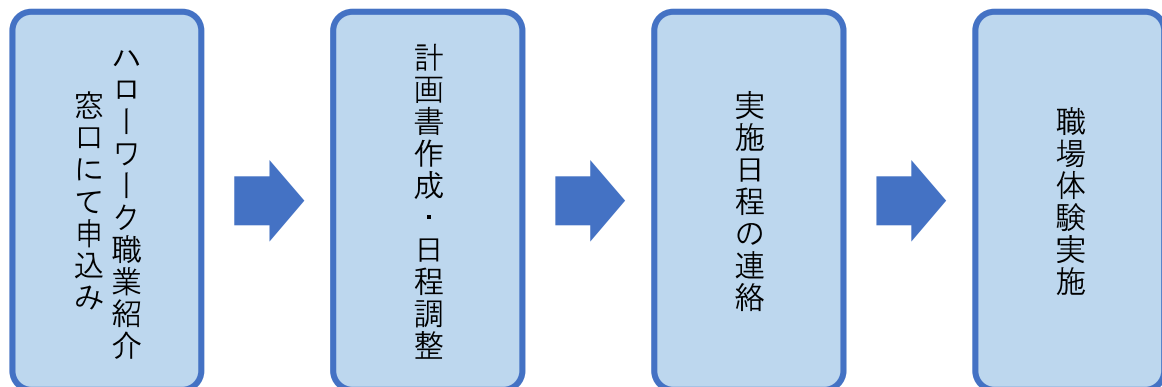 ハローワーク職業紹介
窓口にて申込み
計画書作成・日程調整
実施日程の連絡
職場体験実施